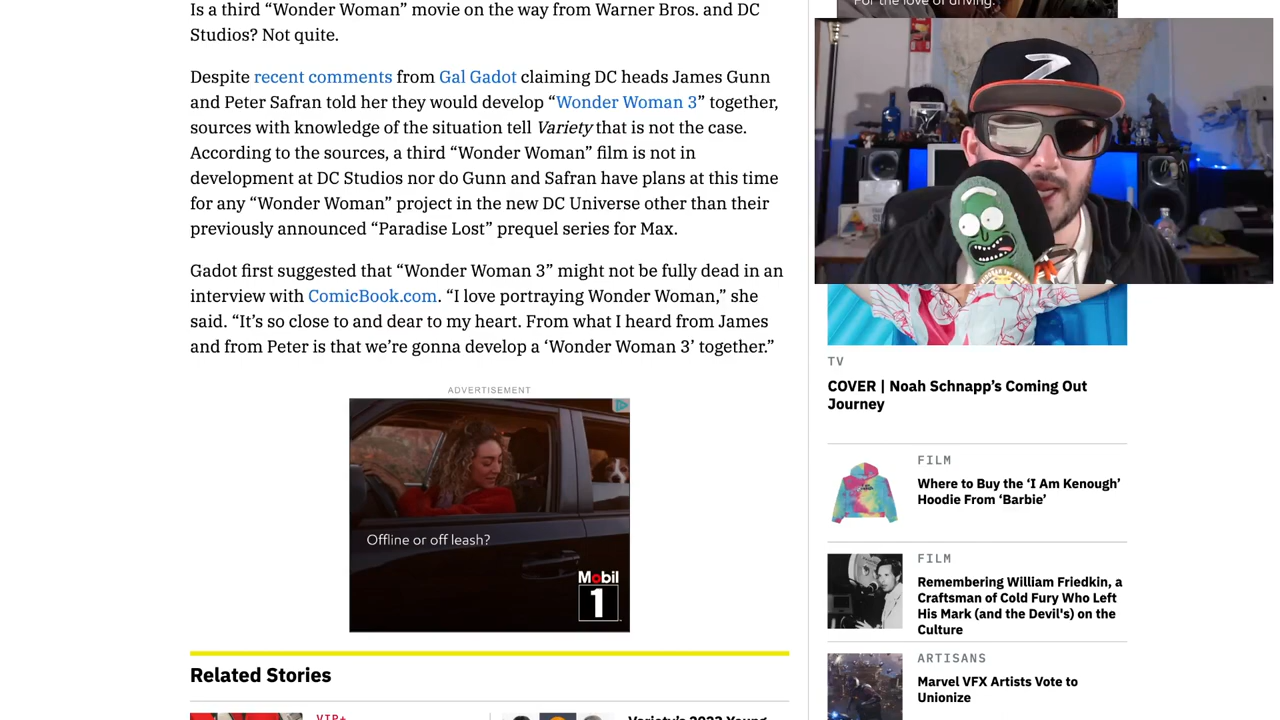 Is a third “Wonder Woman” movie on the way from Warner Bros. and DC
Studios? Not quite.
Despite recent comments from Gal Gadot claiming DC heads James Gunn
and Peter Safran told her they would develop “Wonder Woman 3” together,
sources with knowledge of the situation tell Variety that is not the case.
According to the sources, a third “Wonder Woman” film is not in
development at DC Studios nor do Gunn and Safran have plans at this time
for any “Wonder Woman” project in the new DC Universe other than their
previously announced “Paradise Lost” prequel series for Max.
Gadot first suggested that “Wonder Woman 3” might not be fully dead in an
interview with ComicBook.com. “I love portraying Wonder Woman,” she
said. “It’s so close to and dear to my heart. From what I heard from James
and from Peter is that we’re gonna develop a ‘Wonder Woman 3’ together.”
ADVERTISEMENT
Offline or off leash?
Mobil
1
Related Stories
VIP+
Variety’s 2023 Young
For the love of driving.
Z
TV
COVER | Noah Schnapp’s Coming Out
Journey
FILM
Where to Buy the ‘I Am Kenough’
Hoodie From ‘Barbie’
FILM
Remembering William Friedkin, a
Craftsman of Cold Fury Who Left
His Mark (and the Devil's) on the
Culture
ARTISANS
Marvel VFX Artists Vote to
Unionize